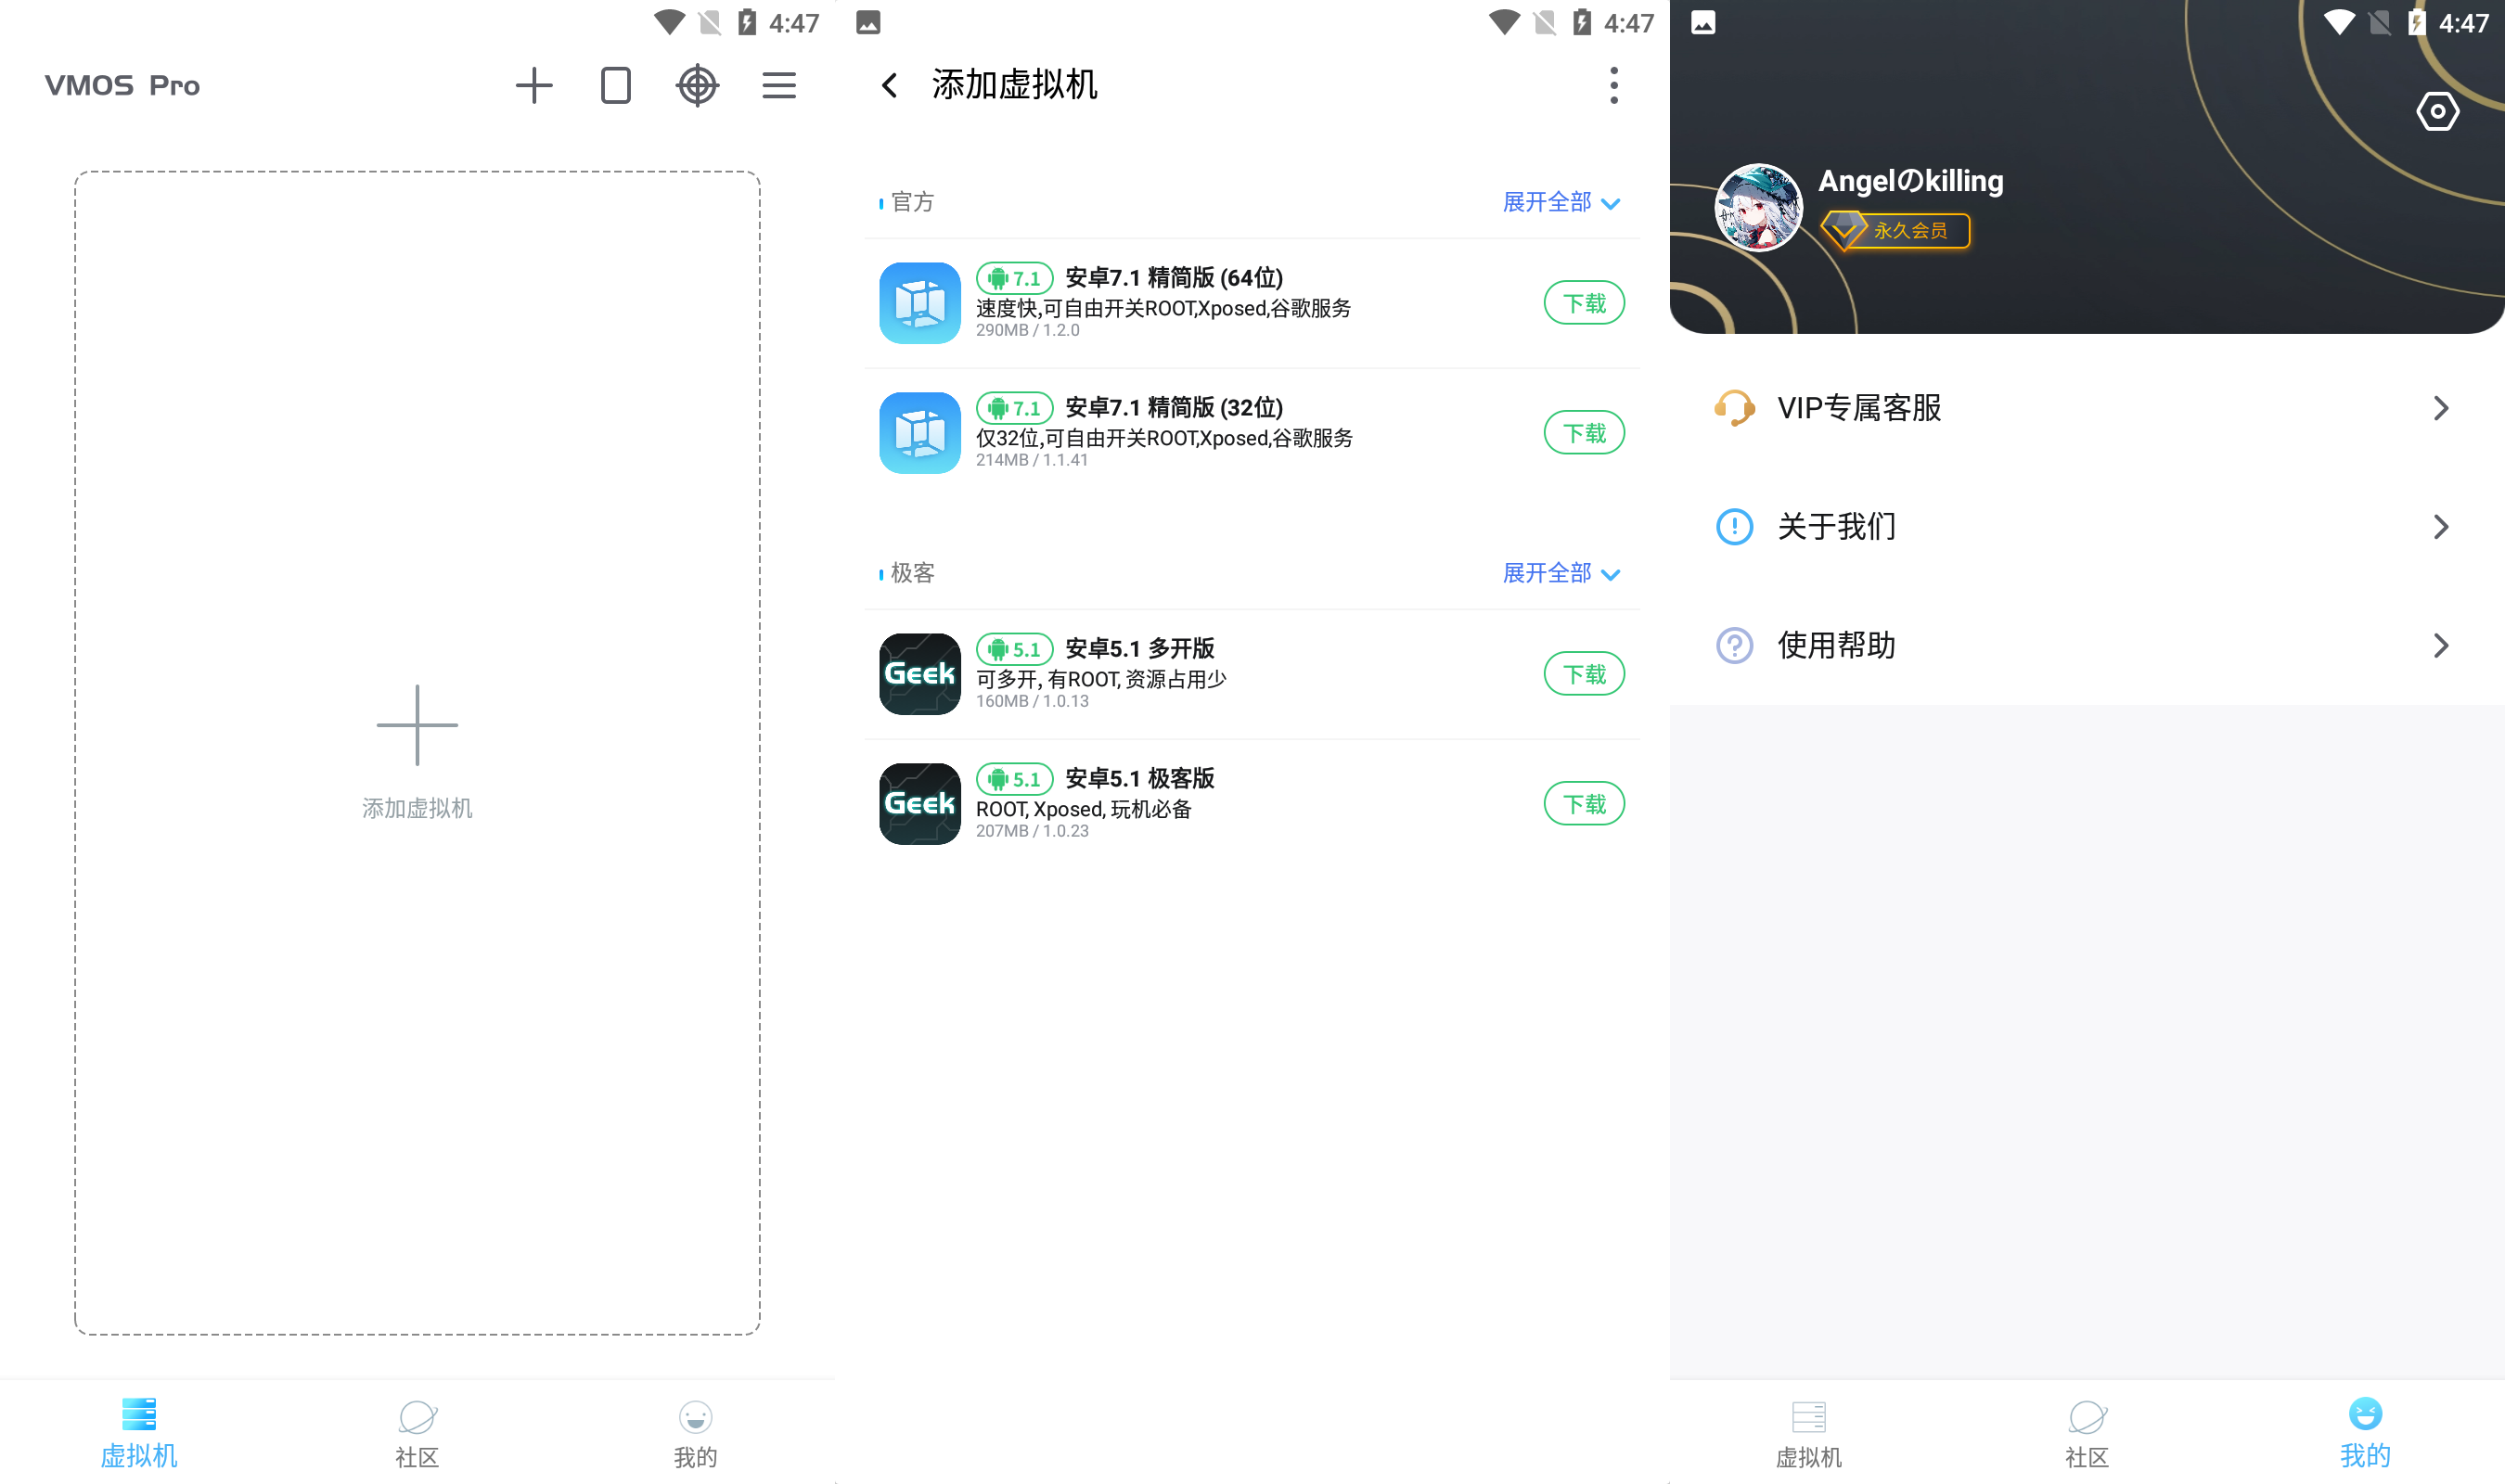 4:47
VMOS Pro
添加虚拟机
虚拟机
社区
我的
4:47
添加虚拟机
官方
展开全部
7.1 安卓7.1 精简版 (64位)
速度快,可自由开关ROOT,Xposed,谷歌服务
290MB / 1.2.0
下载
7.1 安卓7.1 精简版 (32位)
仅32位,可自由开关ROOT,Xposed,谷歌服务
214MB / 1.1.41
下载
极客
展开全部
Geek
5.1 安卓5.1 多开版
可多开, 有ROOT, 资源占用少
160MB / 1.0.13
下载
Geek
5.1 安卓5.1 极客版
ROOT, Xposed, 玩机必备
207MB / 1.0.23
下载
4:47
Angelのkilling
永久会员
VIP专属客服
关于我们
使用帮助
虚拟机
社区
我的